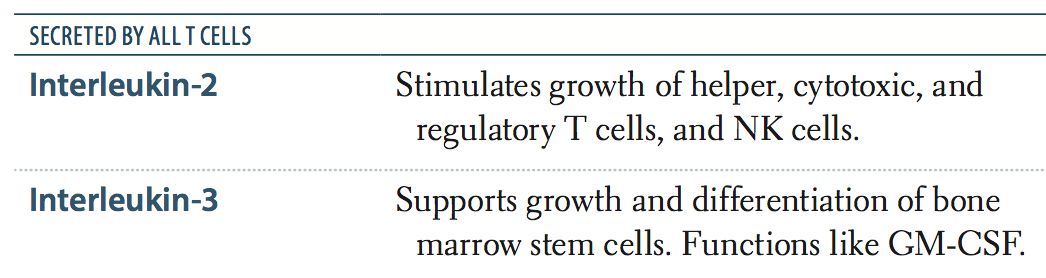 SECRETED BY ALL T CELLS
Interleukin-2 Stimulates growth of helper, cytotoxic, and
regulatory T cells, and NK cells.
Interleukin-3 Supports growth and differentiation of bone
marrow stem cells. Functions like GM-CSF.